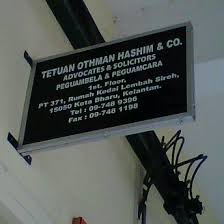 TETUAN OTHMAN HASHIM & CO.
ADVOCATES & SOLICITORS
PEGUAMBELA & PEGUAMCARA
1st. Floor,
PT 371, Rumah Kedai Lembah Sireh,
15050 Kota Bharu, Kelantan.
Tel : 09-748 9326
Fax : 09-748 1198